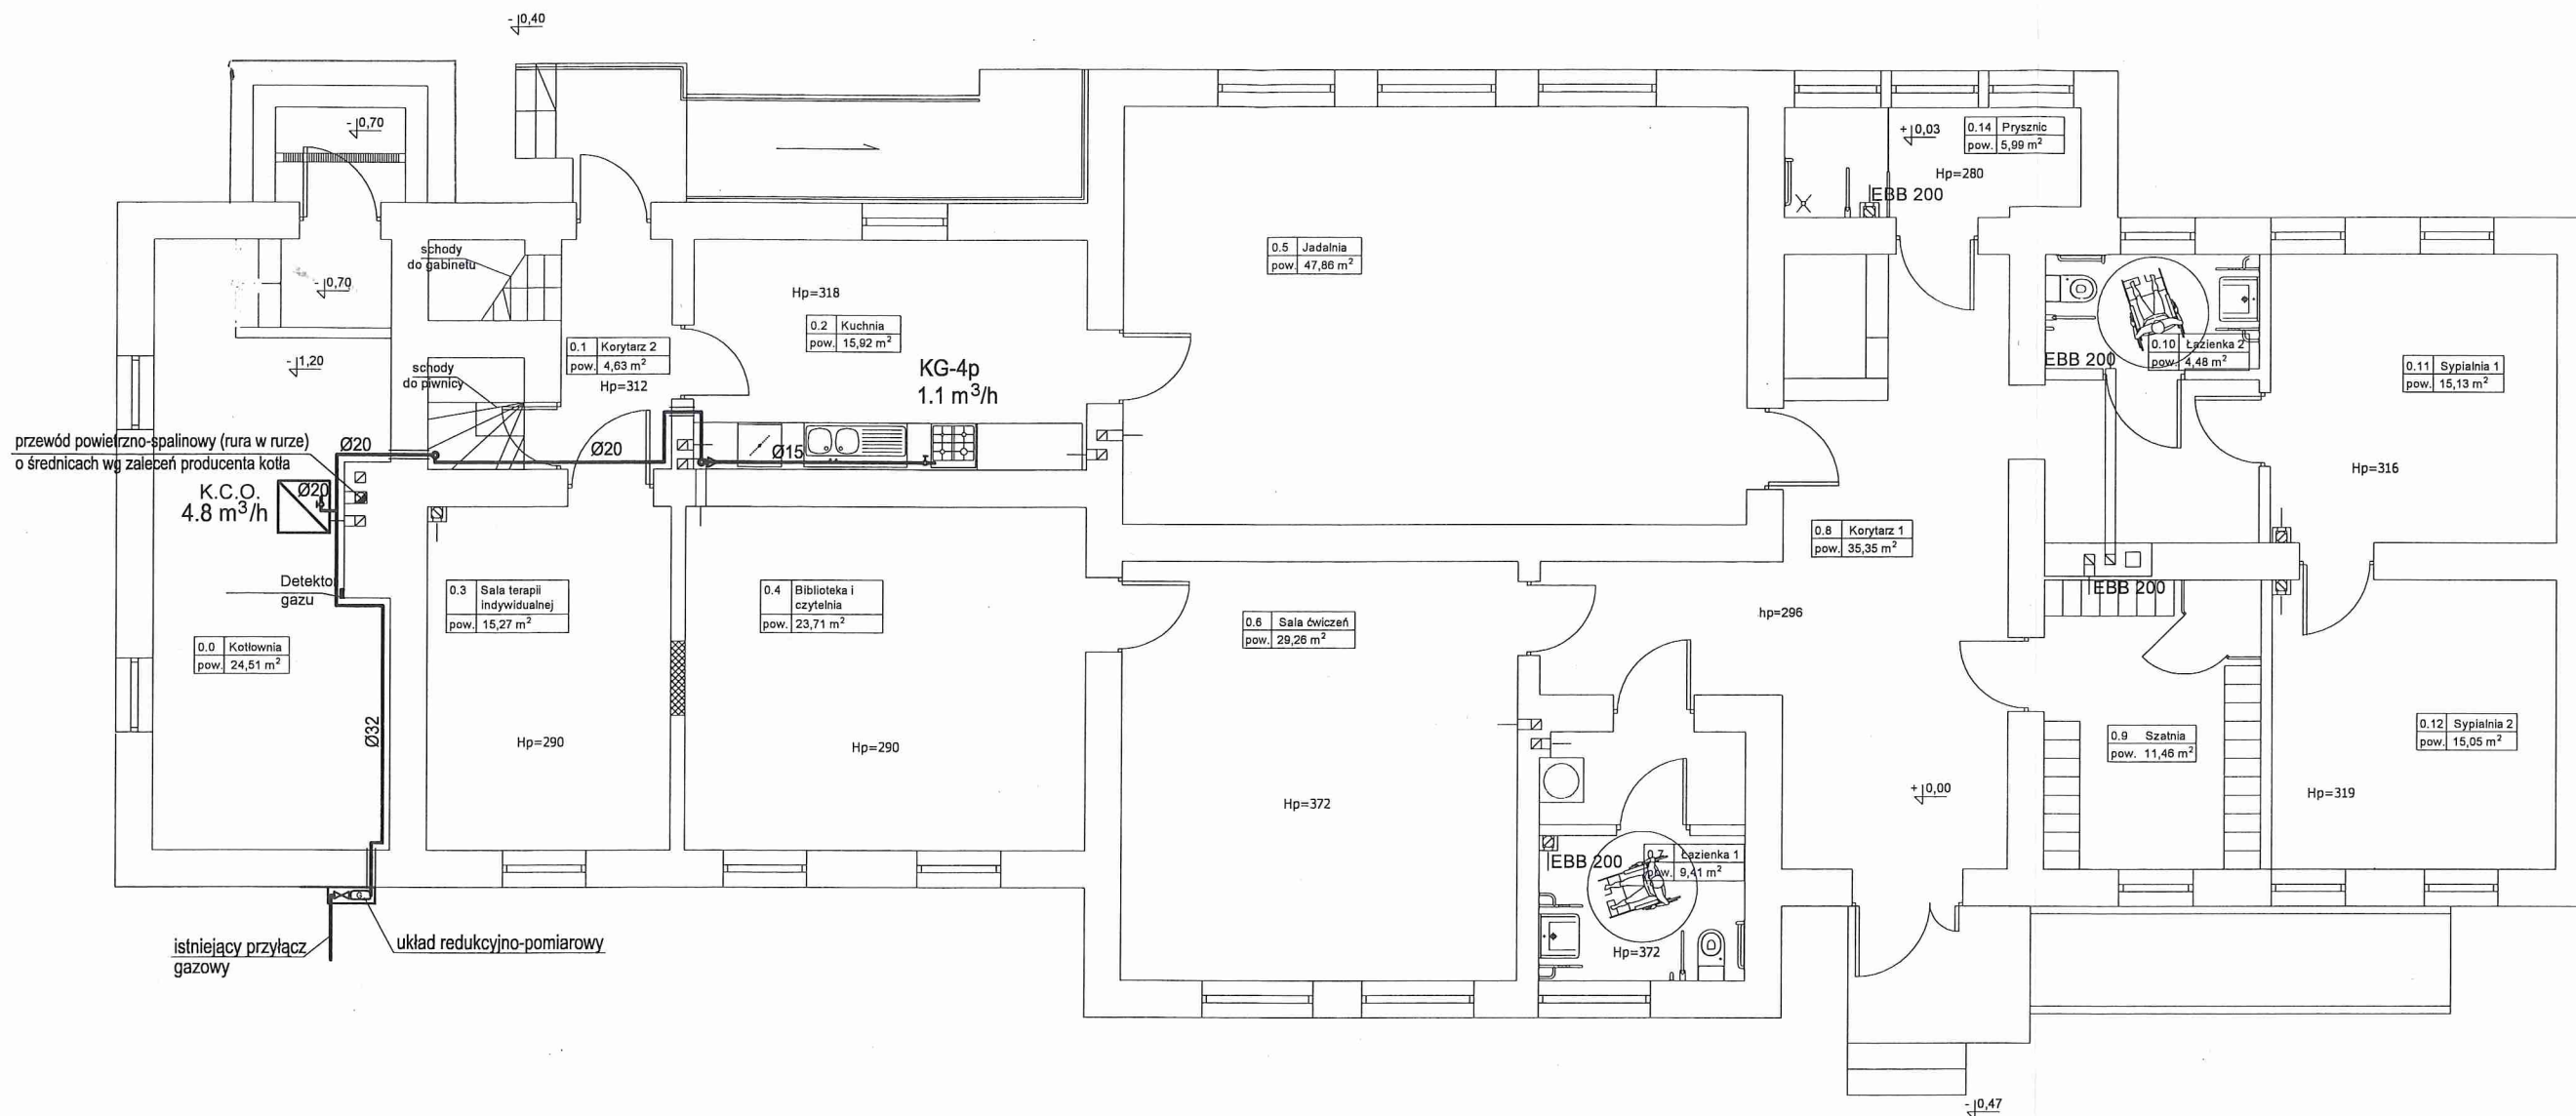 - 0,40
- 0,70
+ 0,03
0.14 Prysznic
pow. 5,99 m²
Hp=280
EBB 200
schody
do gabinetu
- 0,70
0.5 Jadalnia
pow. 47,86 m²
Hp=318
0.2 Kuchnia
pow. 15,92 m²
0.1 Korytarz 2
pow. 4,63 m²
Hp=312
- 1,20
schody
do piwnicy
KG-4p
1.1 m³/h
EBB 200
0.10 Łazienka 2
pow. 4,48 m²
0.11 Sypialnia 1
pow. 15,13 m²
Hp=316
przewód powietrzno-spalinowy (rura w rurze)
o średnicach wg zaleceń producenta kotła
Ø20
Ø20
Ø15
K.C.O.
4.8 m³/h
Ø20
0.8 Korytarz 1
pow. 35,35 m²
Detektor
gazu
0.3 Sala terapii
indywidualnej
pow. 15,27 m²
0.4 Biblioteka i
czytelnia
pow. 23,71 m²
0.6 Sala ćwiczeń
pow. 29,26 m²
hp=296
EBB 200
0.0 Kotłownia
pow. 24,51 m²
Ø32
Hp=290
Hp=290
0.9 Szatnia
pow. 11,46 m²
0.12 Sypialnia 2
pow. 15,05 m²
Hp=372
+ 0,00
Hp=319
EBB 200
0.7 Łazienka 1
pow. 9,41 m²
Hp=372
istniejący przyłącz
gazowy
układ redukcyjno-pomiarowy
- 0,47